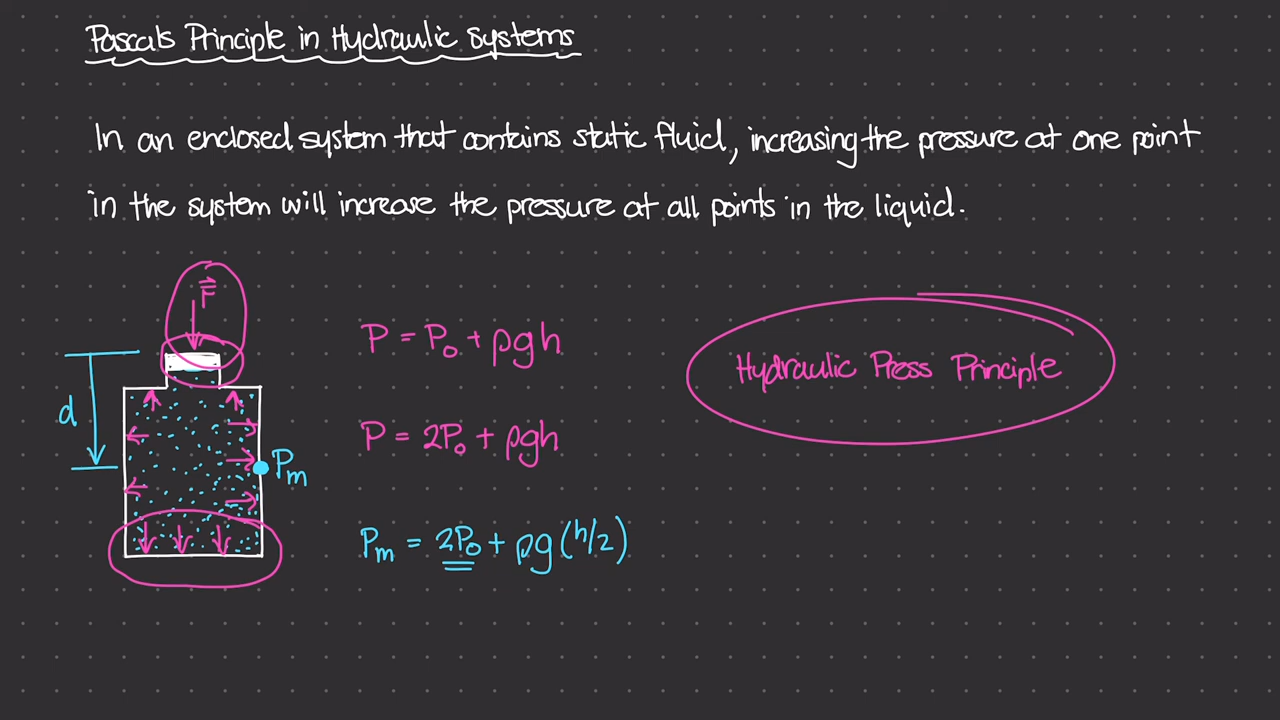 Pascals Principle in Hydraulic Systems
In an enclosed system that contains static fluid, increasing the pressure at one point
in the system will increase the pressure at all points in the liquid.
F
P = P₀ + ρgh
Hydraulic Press Principle
d
P = 2P₀ + ρgh
Pₘ
Pₘ = 2P₀ + ρg(h/2)